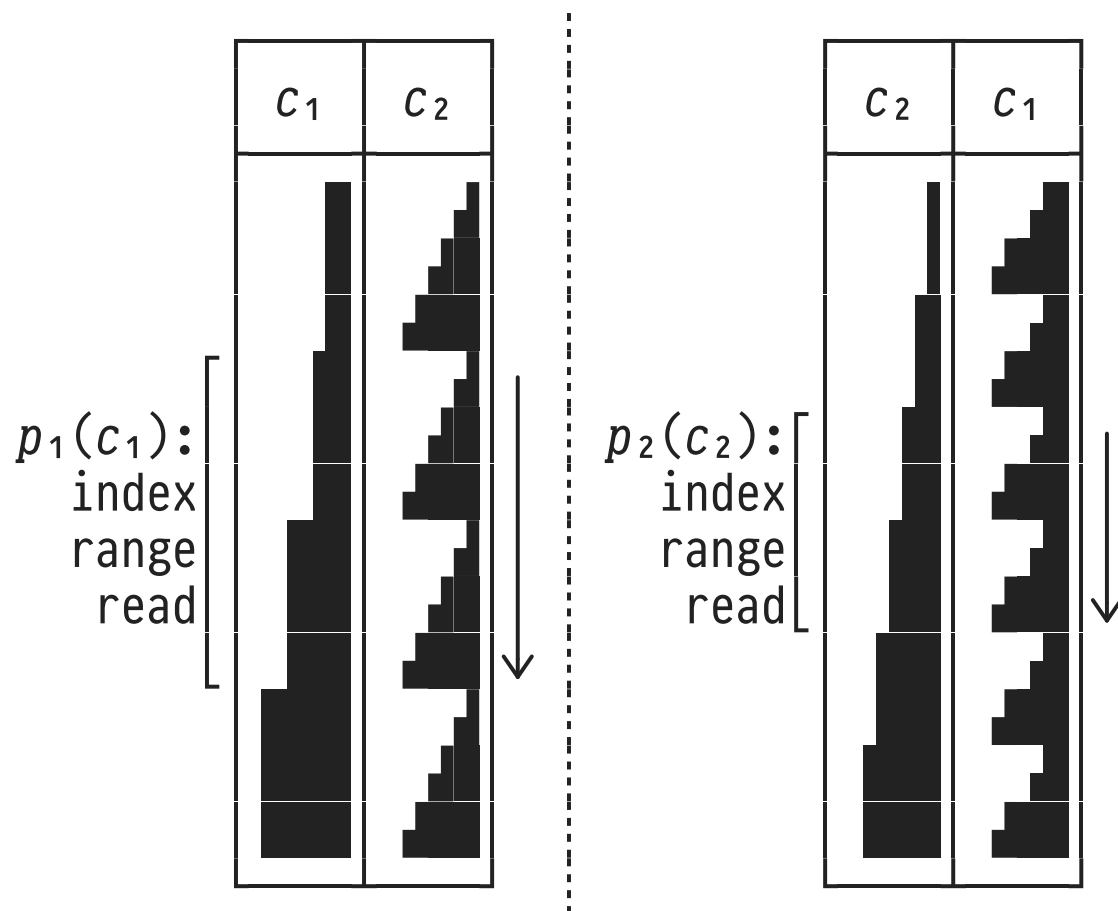 c₁ c₂
p₁(c₁):
index
range
read
c₂ c₁
p₂(c₂):
index
range
read